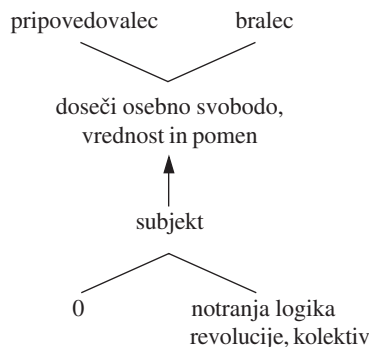 pripovedovalec bralec
doseči osebno svobodo,
vrednost in pomen
subjekt
0 notranja logika
revolucije, kolektiv